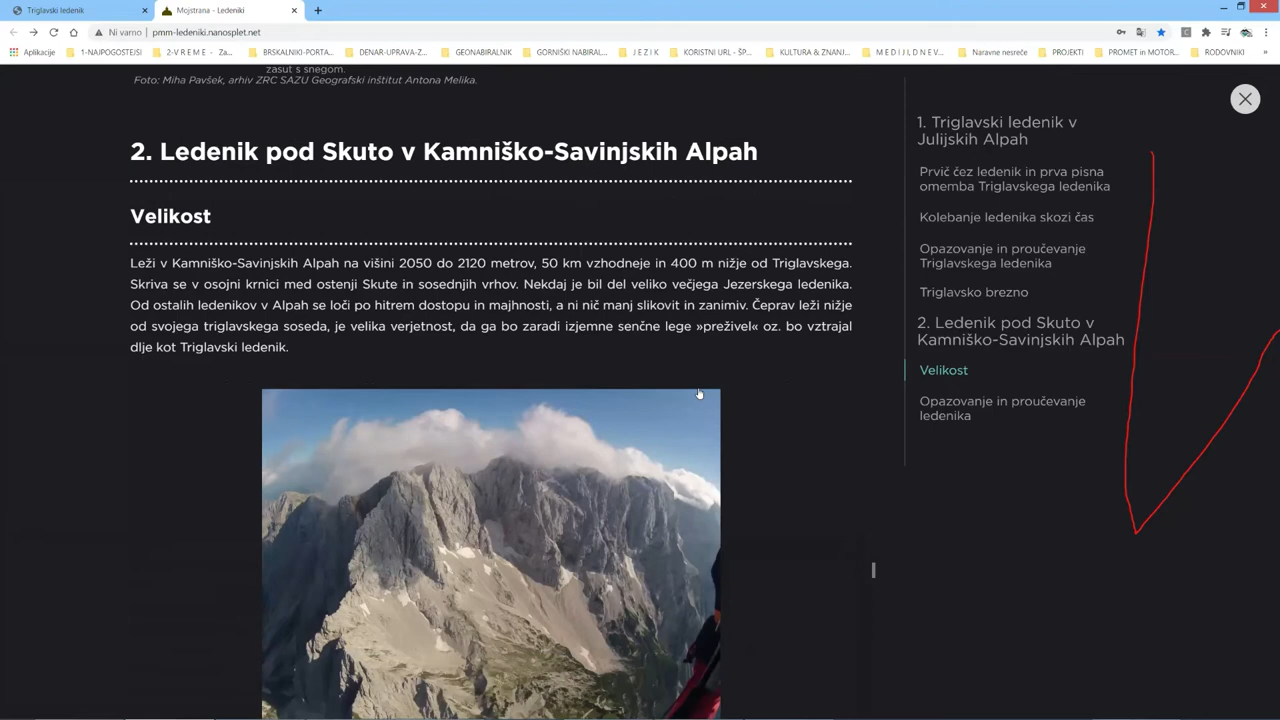 Triglavski ledenik
Mojstrana - Ledeniki
Ni varno | pmm-ledeniki.nanosplet.net
Aplikacije 1-NAJPOGOSTEJSI 2-V R E M E - Za... BRSKALNIKI-PORTA... DENAR-UPRAVA-Z... GEONABIRALNIK GORNIŠKI NABIRAL... J E Z I K KORISTNI URL - ŠP... KULTURA & ZNANJ... M E D I J I, D N E V... Naravne nesreče PROJEKTI PROMET in MOTOR... RODOVNIKI
zasut s snegom.
Foto: Miha Pavšek, arhiv ZRC SAZU Geografski inštitut Antona Melika.
2. Ledenik pod Skuto v Kamniško-Savinjskih Alpah
Velikost
Leži v Kamniško-Savinjskih Alpah na višini 2050 do 2120 metrov, 50 km vzhodneje in 400 m nižje od Triglavskega.
Skriva se v osojni krnici med ostenji Skute in sosednjih vrhov. Nekdaj je bil del veliko večjega Jezerskega ledenika.
Od ostalih ledenikov v Alpah se loči po hitrem dostopu in majhnosti, a ni nič manj slikovit in zanimiv. Čeprav leži nižje
od svojega triglavskega soseda, je velika verjetnost, da ga bo zaradi izjemne senčne lege »preživel« oz. bo vztrajal
dlje kot Triglavski ledenik.
1. Triglavski ledenik v
Julijskih Alpah
Prvič čez ledenik in prva pisna
omemba Triglavskega ledenika
Kolebanje ledenika skozi čas
Opazovanje in proučevanje
Triglavskega ledenika
Triglavsko brezno
2. Ledenik pod Skuto v
Kamniško-Savinjskih Alpah
Velikost
Opazovanje in proučevanje
ledenika